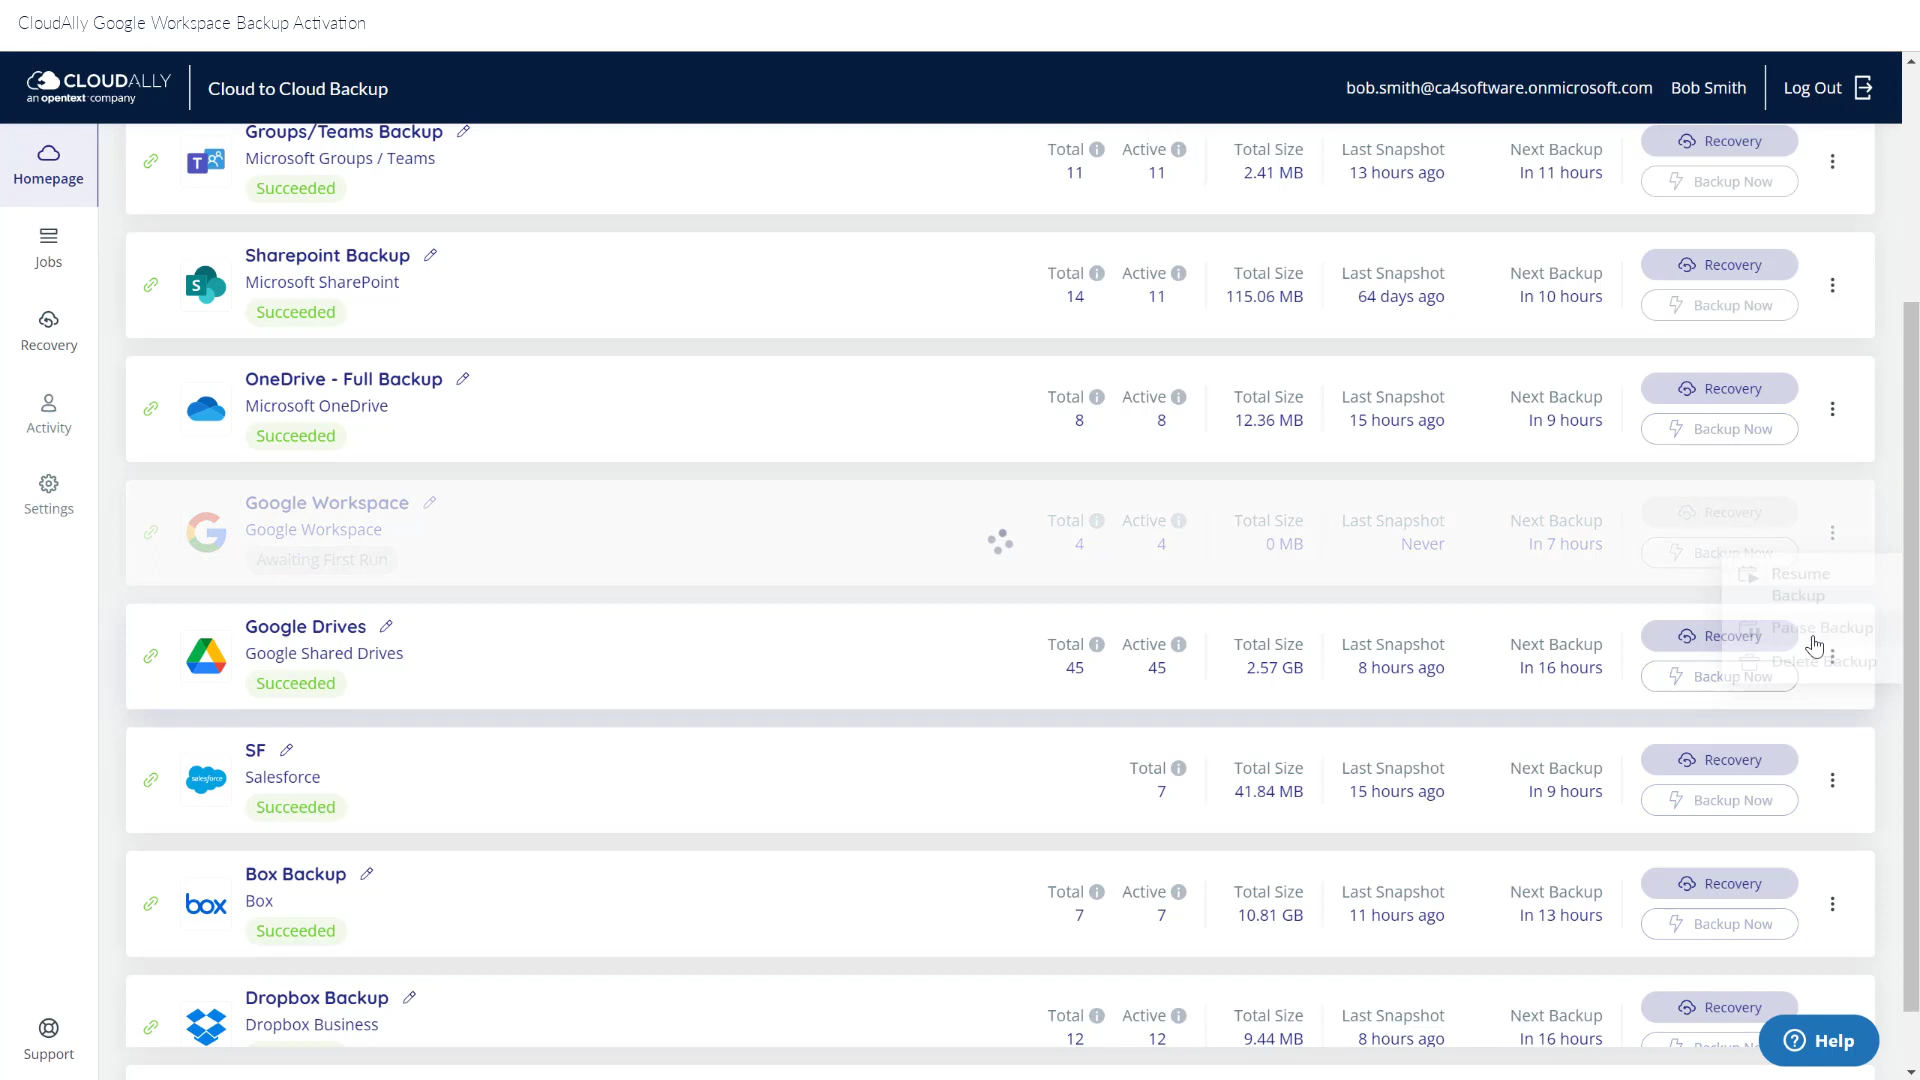 CloudAlly Google Workspace Backup Activation
CLOUDALLY
an opentext company
Cloud to Cloud Backup
bob.smith@ca4software.onmicrosoft.com
Bob Smith
Log Out
Homepage
Jobs
Recovery
Activity
Settings
Support
Groups/Teams Backup
Microsoft Groups / Teams
Succeeded
Total Active Total Size Last Snapshot Next Backup
11 11 2.41 MB 13 hours ago In 11 hours
Recovery
Backup Now
Sharepoint Backup
Microsoft SharePoint
Succeeded
Total Active Total Size Last Snapshot Next Backup
14 11 115.06 MB 64 days ago In 10 hours
Recovery
Backup Now
OneDrive - Full Backup
Microsoft OneDrive
Succeeded
Total Active Total Size Last Snapshot Next Backup
8 8 12.36 MB 15 hours ago In 9 hours
Recovery
Backup Now
Google Workspace
Google Workspace
Awaiting First Run
Total Active Total Size Last Snapshot Next Backup
4 4 0 MB Never In 7 hours
Recovery
Backup Now
Resume
Backup
Pause Backup
Delete Backup
Google Drives
Google Shared Drives
Succeeded
Total Active Total Size Last Snapshot Next Backup
45 45 2.57 GB 8 hours ago In 16 hours
Recovery
Backup Now
SF
salesforce
Salesforce
Succeeded
Total Total Size Last Snapshot Next Backup
7 41.84 MB 15 hours ago In 9 hours
Recovery
Backup Now
Box Backup
box
Box
Succeeded
Total Active Total Size Last Snapshot Next Backup
7 7 10.81 GB 11 hours ago In 13 hours
Recovery
Backup Now
Dropbox Backup
Dropbox Business
Total Active Total Size Last Snapshot Next Backup
12 12 9.44 MB 8 hours ago In 16 hours
Recovery
Help